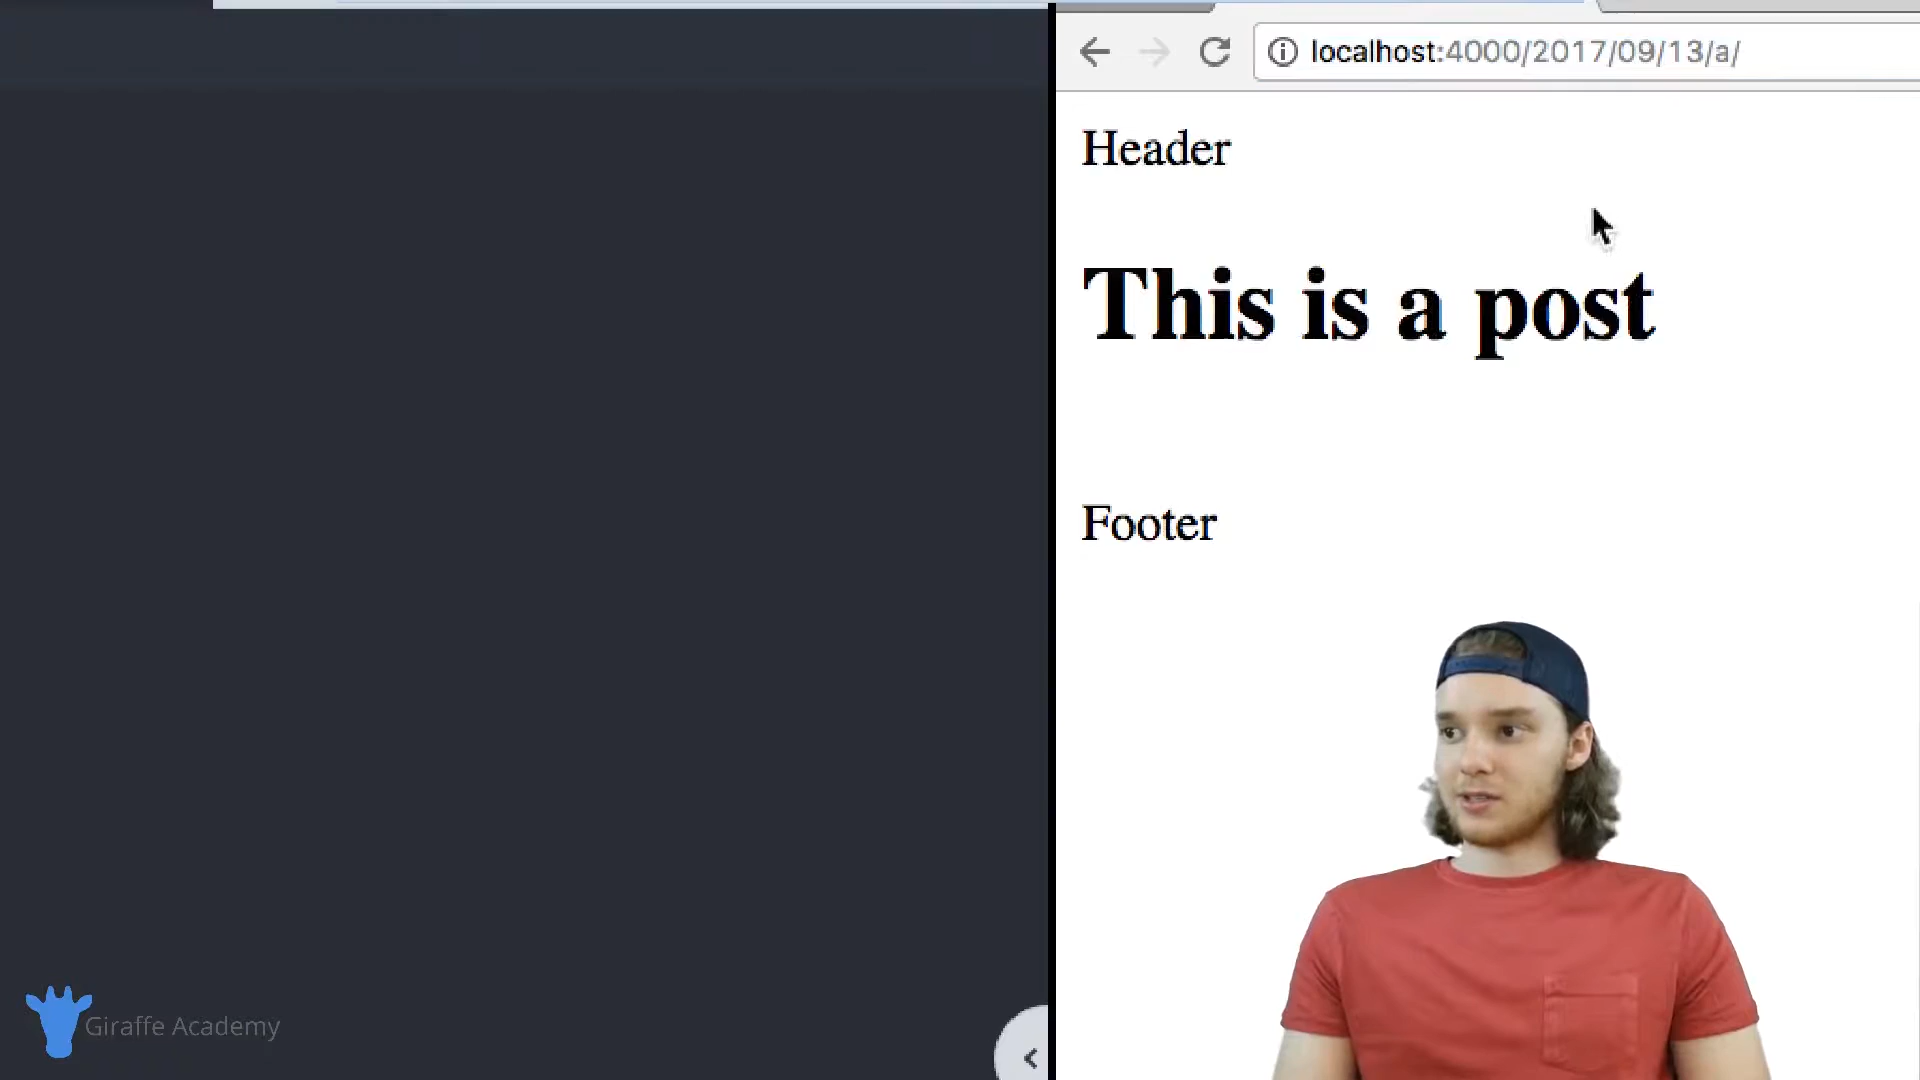 localhost:4000/2017/09/13/a/
Header
This is a post
Footer
Giraffe Academy